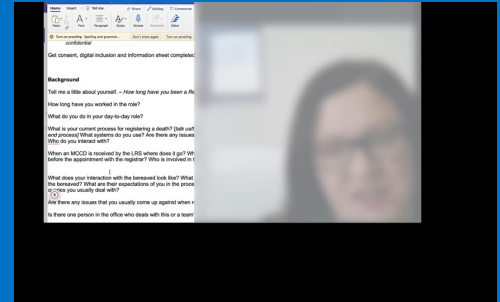 Home Insert Tell me Share Editing Comments
Paste Font Paragraph Styles Dictate Editor
Turn on proofing Spelling and grammar... Don't show again Turn on proofing
confidential
Get consent, digital inclusion and information sheet completed
Background
Tell me a little about yourself. – How long have you been a Re
How long have you worked in the role?
What do you do in your day-to-day role?
What is your current process for registering a death? [talk us
end process] What systems do you use? Are there any issues
Who do you interact with?
When an MCCD is received by the LRS where does it go?
before the appointment with the registrar? Who is involved in t
What does your interaction with the bereaved look like? What
the bereaved? What are their expectations of you in the proce
you usually deal with?
Are there any issues that you usually come up against when r
Is there one person in the office who deals with this or a team